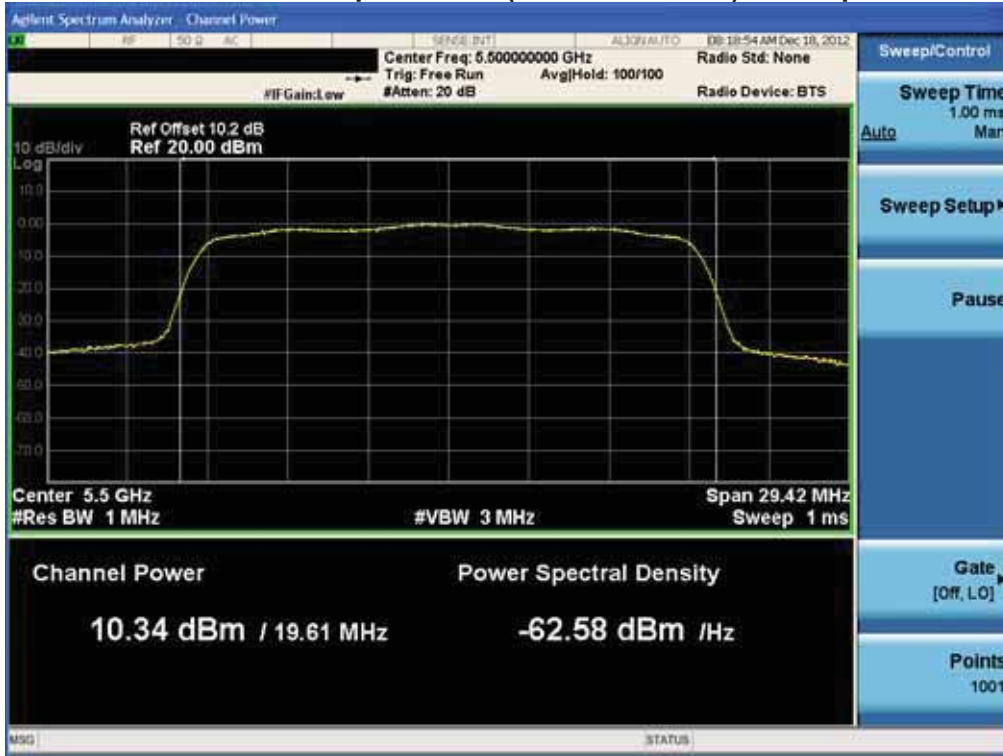 Agilent Spectrum Analyzer - Channel Power
LXI RF 50 Ω AC SENSE:INT ALIGN AUTO 08:18:54 AM Dec 18, 2012
Center Freq: 5.500000000 GHz Radio Std: None
Trig: Free Run Avg|Hold: 100/100
#IFGain:Low #Atten: 20 dB Radio Device: BTS
Ref Offset 10.2 dB
10 dB/div Ref 20.00 dBm
Log
10.0
0.00
-10.0
-20.0
-30.0
-40.0
-50.0
-60.0
-70.0
Center 5.5 GHz Span 29.42 MHz
#Res BW 1 MHz #VBW 3 MHz Sweep 1 ms
Channel Power Power Spectral Density
10.34 dBm / 19.61 MHz -62.58 dBm /Hz
MSG STATUS
Sweep/Control
Sweep Time
1.00 ms
Auto Man
Sweep Setup
Pause
Gate
[Off, LO]
Points
1001